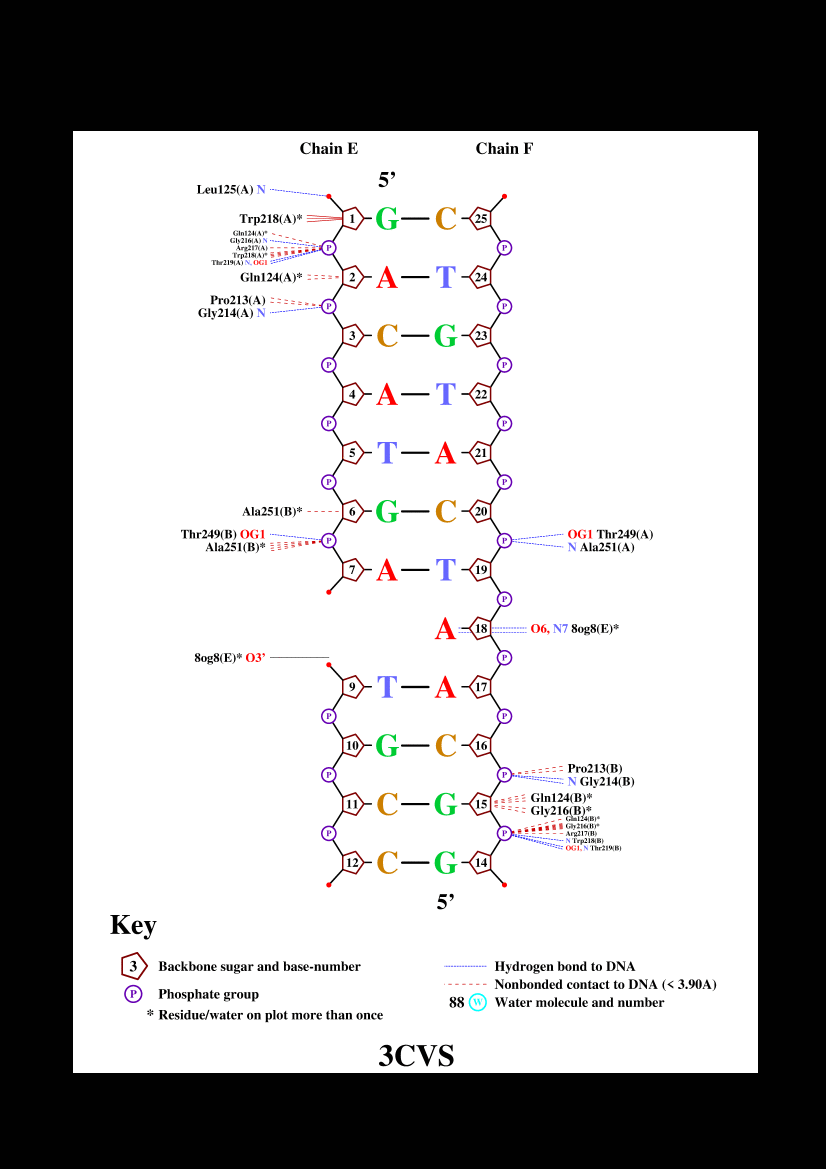 Chain E Chain F
5’
Leu125(A) N
Trp218(A)* 1 G C 25
Gln124(A)*
Gly216(A) N
P P
Arg217(A)
Trp218(A)*
Thr219(A) N, OG1
Gln124(A)* 2 A T 24
Pro213(A)
P P
Gly214(A) N
3 C G 23
P P
4 A T 22
P P
5 T A 21
P P
Ala251(B)* 6 G C 20
Thr249(B) OG1 P P OG1 Thr249(A)
Ala251(B)* N Ala251(A)
7 A T 19
P
A 18 O6, N7 8og8(E)*
8og8(E)* O3’ P
9 T A 17
P P
10 G C 16
Pro213(B)
P P
N Gly214(B)
Gln124(B)*
11 C G 15
Gly216(B)*
Gln124(B)*
Gly216(B)*
P P Arg217(B)
N Trp218(B)
OG1, N Thr219(B)
12 C G 14
5’
Key
3 Backbone sugar and base-number
P Phosphate group
* Residue/water on plot more than once
Hydrogen bond to DNA
Nonbonded contact to DNA (< 3.90A)
88 W Water molecule and number
3CVS